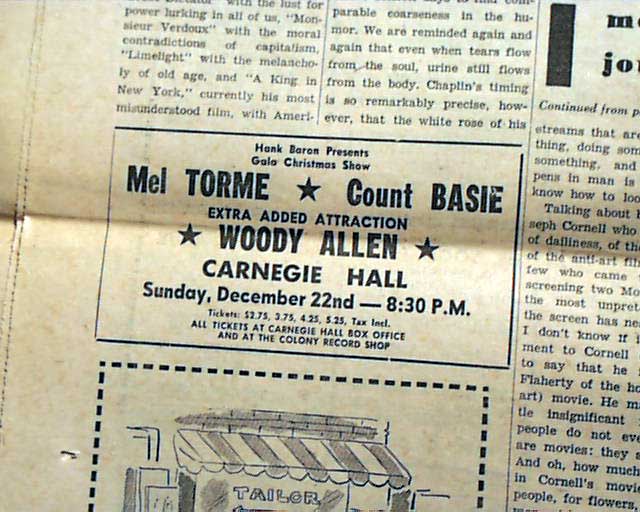 power lurking in all of us, "Mon-
sieur Verdoux" with the moral
contradictions of capitalism,
"Limelight" with the melancho-
ly of old age, and "A King in
New York," currently his most
misunderstood film, with Ameri-
parable coarseness in the hu-
mor. We are reminded again and
again that even when tears flow
from the soul, urine still flows
from the body. Chaplin's timing
is so remarkably precise, how-
ever, that the white rose of his
Hank Baron Presents
Gala Christmas Show
Mel TORME ★ Count BASIE
EXTRA ADDED ATTRACTION
★ WOODY ALLEN ★
CARNEGIE HALL
Sunday, December 22nd — 8:30 P.M.
Tickets: $2.75, 3.75, 4.25, 5.25, Tax Incl.
ALL TICKETS AT CARNEGIE HALL BOX OFFICE
AND AT THE COLONY RECORD SHOP
TAILOR
jou
Continued from
streams that are
thing, doing som
something, and
pens in man is
know how to loo
Talking about
seph Cornell who
of dalliness, of the
of the anti-art fil
few who came
screening two Mo
the most unpret
the screen has ne
I don't know if i
ment to Cornell
to say that he
Flaherty of the ho
art) movie. He m
tle insignificant
people do not eve
are movies: they s
And oh, how much
in Cornell's movie
people, for flowers,